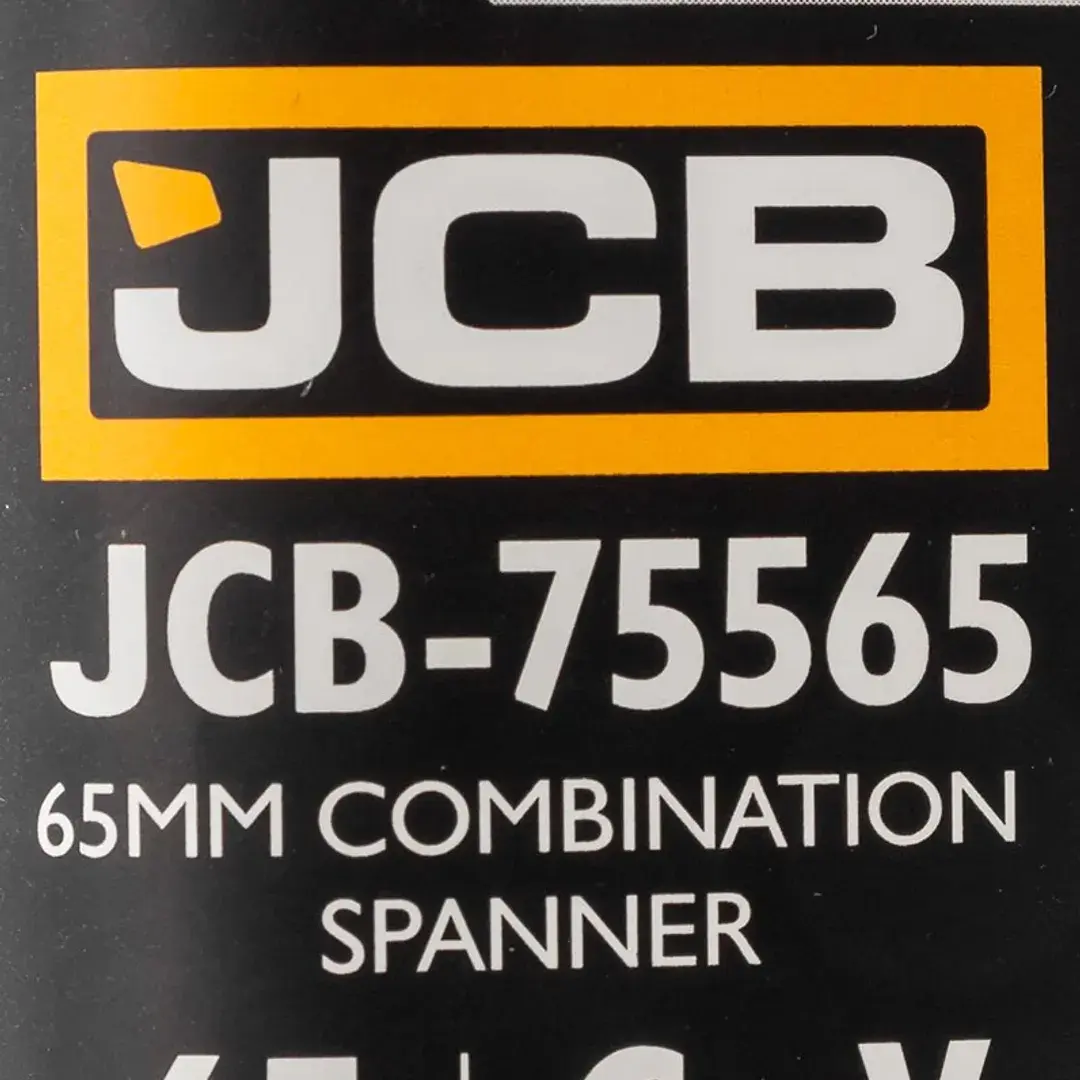 JCB
JCB-75565
65MM COMBINATION
SPANNER